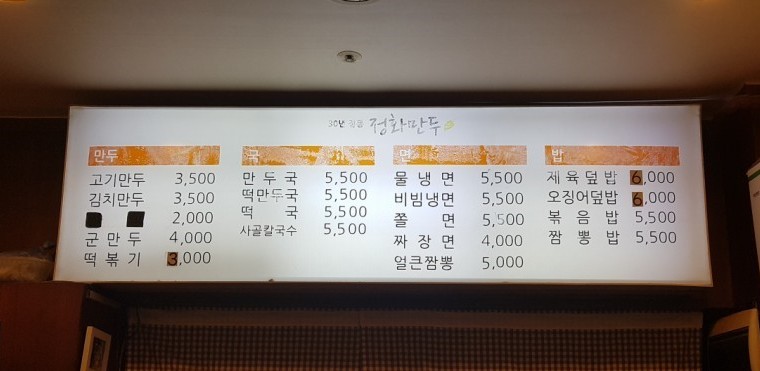 30년 전통 정화만두
만두
고기만두 3,500
김치만두 3,500
2,000
군만두 4,000
떡볶기 3,000
국
만두국 5,500
떡만두국 5,500
떡국 5,500
사골칼국수 5,500
면
물냉면 5,500
비빔냉면 5,500
쫄면 5,500
짜장면 4,000
얼큰짬뽕 5,000
밥
제육덮밥 6,000
오징어덮밥 6,000
볶음밥 5,500
짬뽕밥 5,500